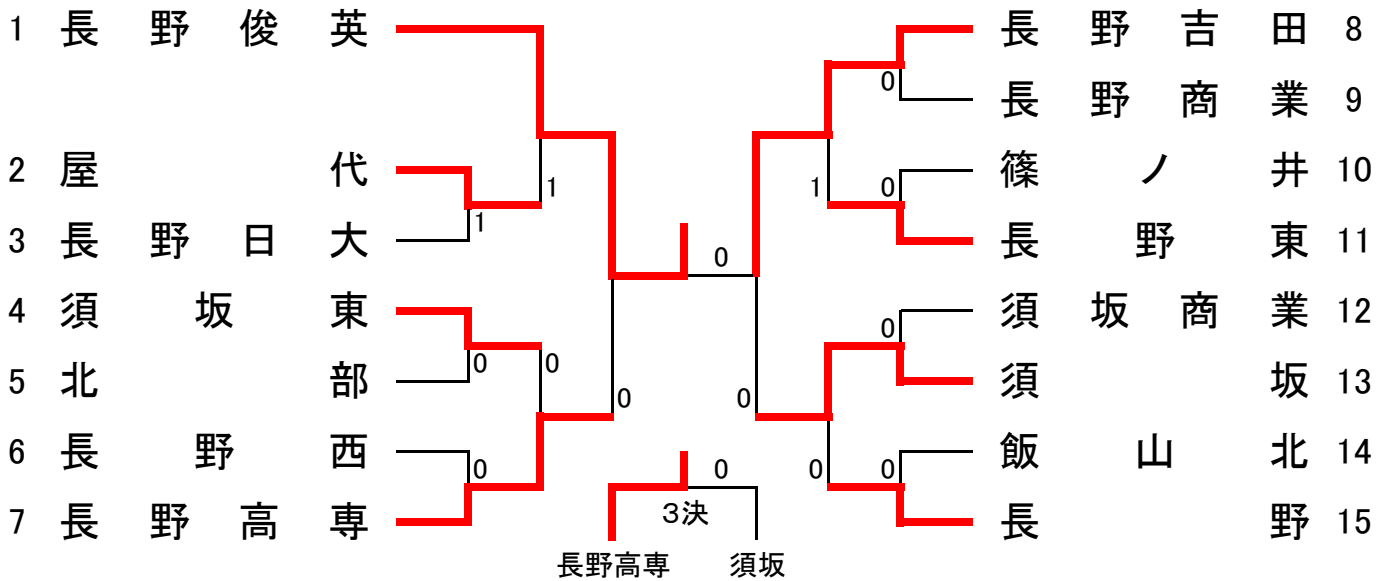 1 長野俊英
2 屋代
3 長野日大
4 須坂東
5 北部
6 長野西
7 長野高専
1
1
0
0
0
0
長野吉田 8
長野商業 9
篠ノ井 10
長野東 11
須坂商業 12
須坂 13
飯山北 14
長野 15
0
0
1
0
0
0
0
0
0
3決
長野高専 須坂